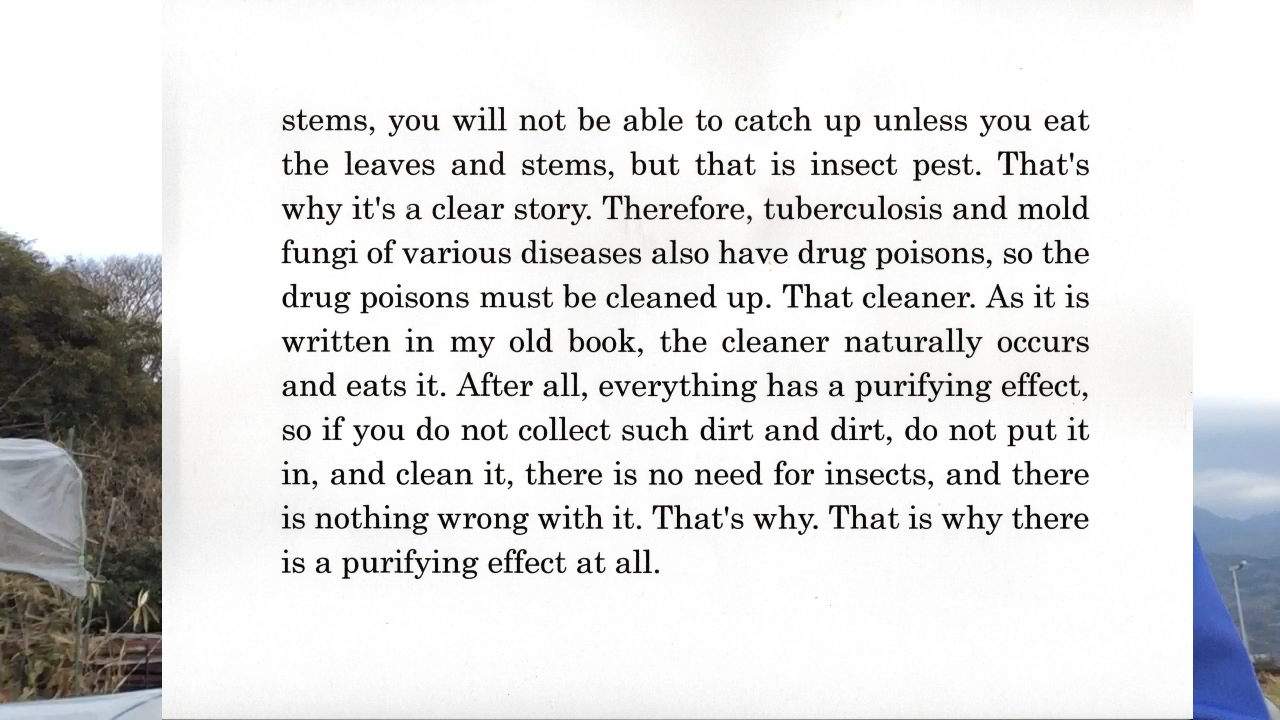 stems, you will not be able to catch up unless you eat
the leaves and stems, but that is insect pest. That's
why it's a clear story. Therefore, tuberculosis and mold
fungi of various diseases also have drug poisons, so the
drug poisons must be cleaned up. That cleaner. As it is
written in my old book, the cleaner naturally occurs
and eats it. After all, everything has a purifying effect,
so if you do not collect such dirt and dirt, do not put it
in, and clean it, there is no need for insects, and there
is nothing wrong with it. That's why. That is why there
is a purifying effect at all.